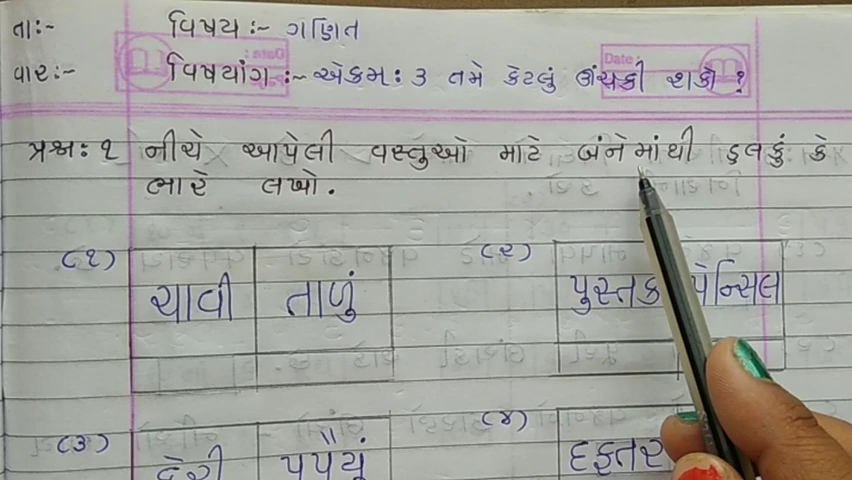 તા:- વિષય :- ગણિત
વાર:- વિષયાંગ :- એકમ: ૩ તમે કેટલું ઊંચકી શકો ?
Date :
પ્રશ્ન: ૧ નીચે આપેલી વસ્તુઓ માટે બંનેમાંથી હલકું કે
ભારે લખો.
(૧) ચાવી તાળું (૨) પુસ્તક પેન્સિલ
(૩) કેરી પપૈયું (૪) દફતર